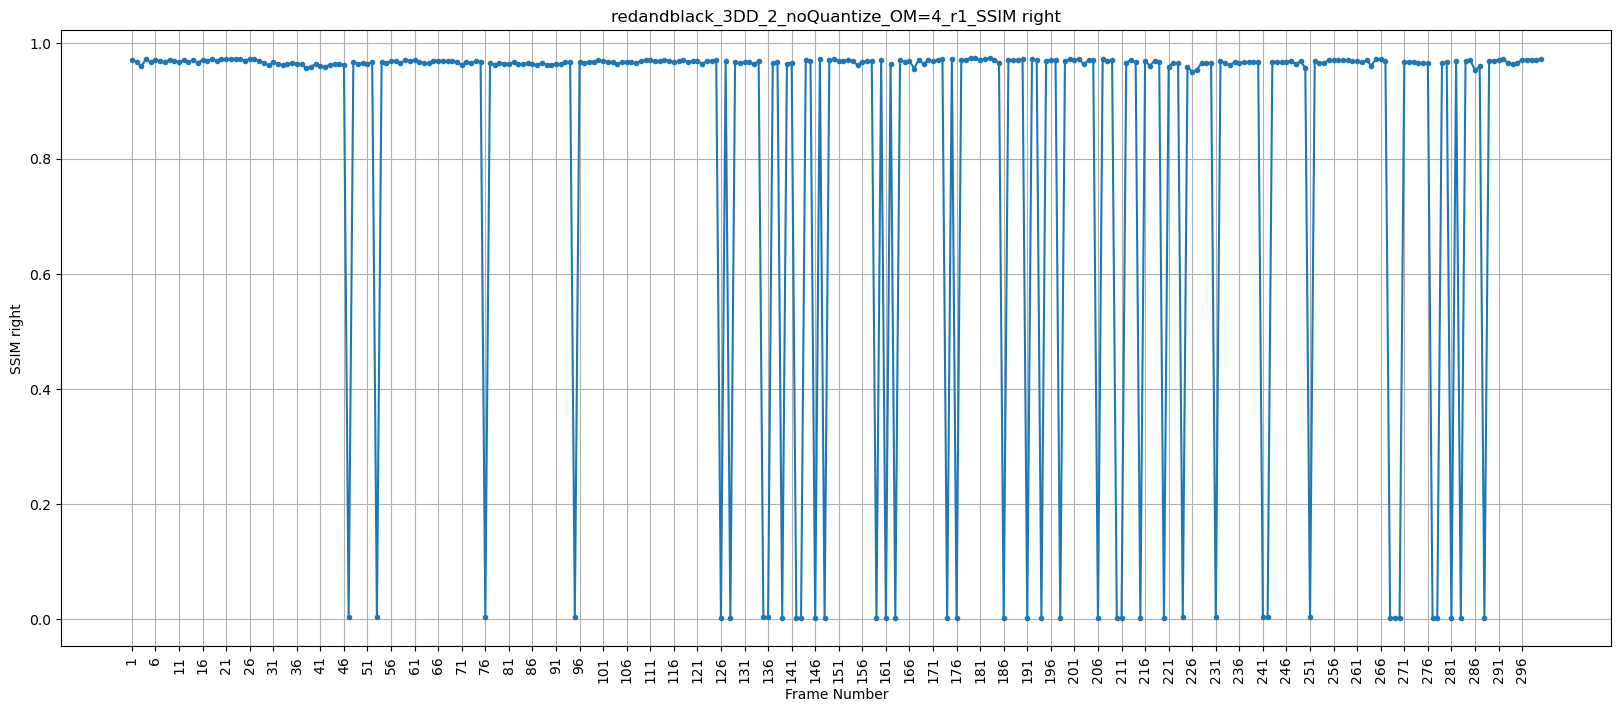 redandblack_3DD_2_noQuantize_OM=4_r1_SSIM right
1.0
0.8
0.6
0.4
0.2
0.0
SSIM right
1 6 11 16 21 26 31 36 41 46 51 56 61 66 71 76 81 86 91 96 101 106 111 116 121 126 131 136 141 146 151 156 161 166 171 176 181 186 191 196 201 206 211 216 221 226 231 236 241 246 251 256 261 266 271 276 281 286 291 296
Frame Number